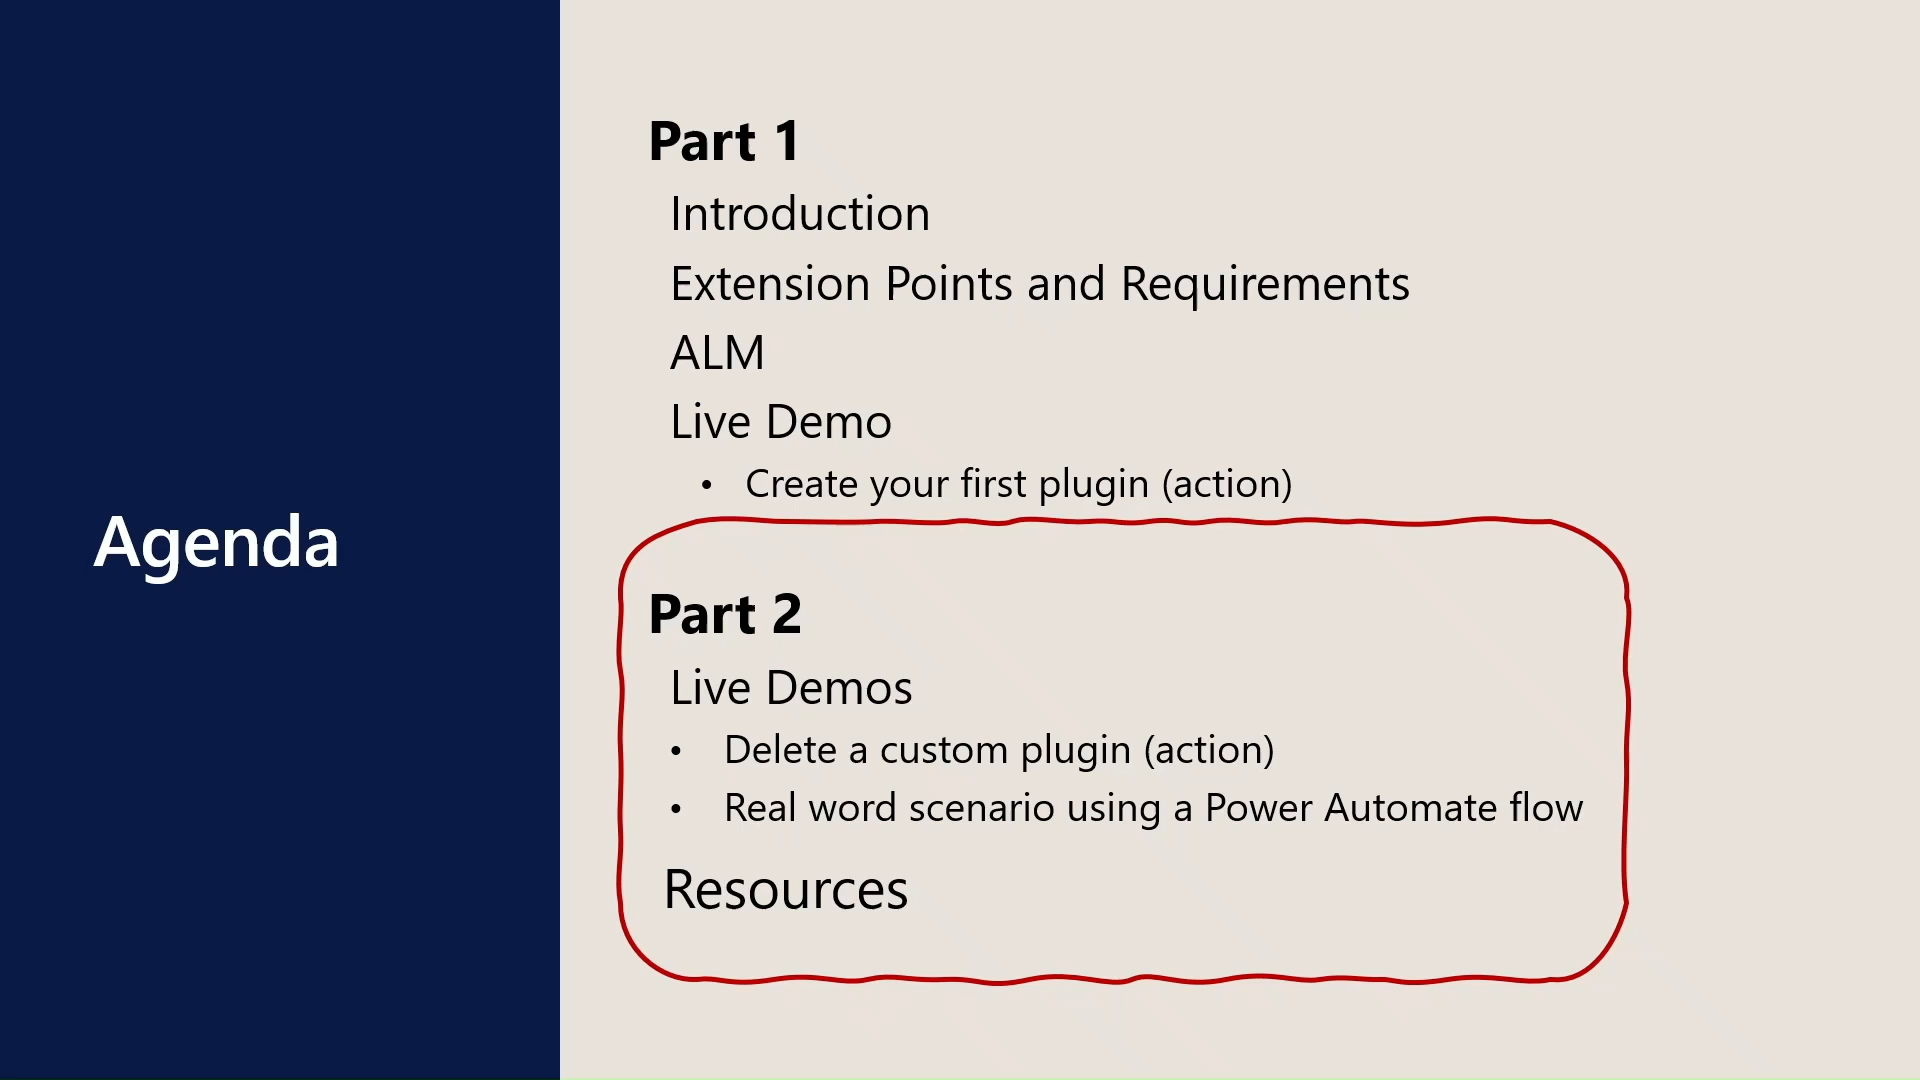 Agenda
Part 1
Introduction
Extension Points and Requirements
ALM
Live Demo
• Create your first plugin (action)
Part 2
Live Demos
• Delete a custom plugin (action)
• Real word scenario using a Power Automate flow
Resources